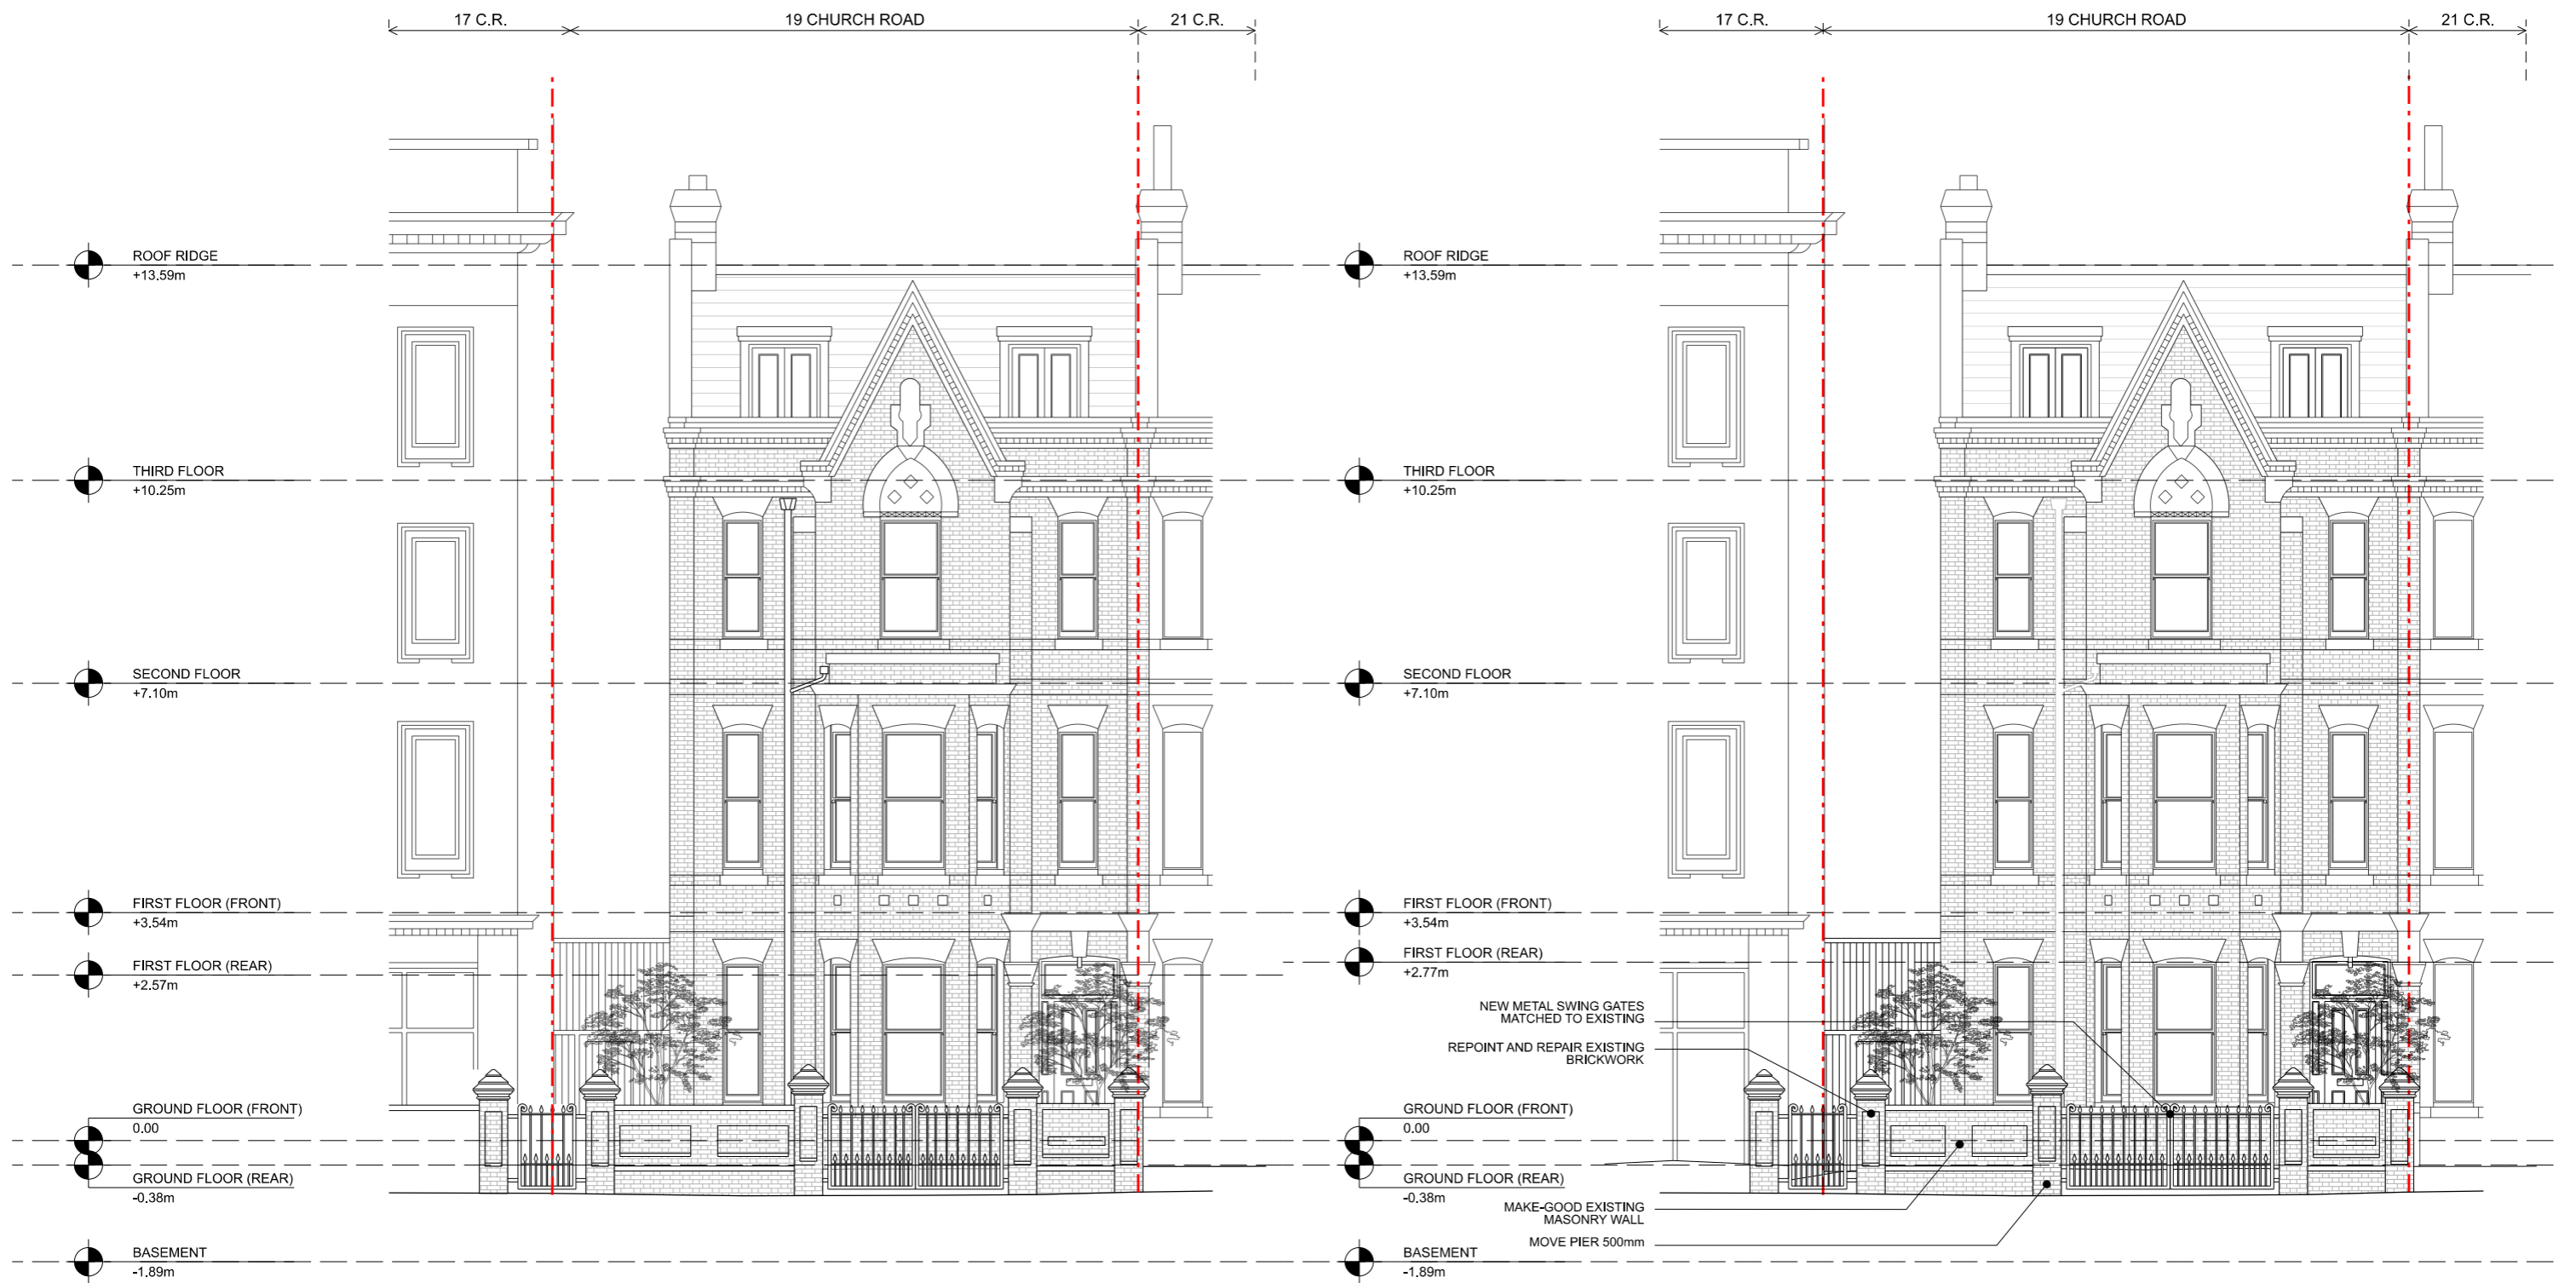 17 C.R.
19 CHURCH ROAD
21 C.R.
ROOF RIDGE
+13.59m
THIRD FLOOR
+10.25m
SECOND FLOOR
+7.10m
FIRST FLOOR (FRONT)
+3.54m
FIRST FLOOR (REAR)
+2.57m
GROUND FLOOR (FRONT)
0.00
GROUND FLOOR (REAR)
-0.38m
BASEMENT
-1.89m
17 C.R.
19 CHURCH ROAD
21 C.R.
ROOF RIDGE
+13.59m
THIRD FLOOR
+10.25m
SECOND FLOOR
+7.10m
FIRST FLOOR (FRONT)
+3.54m
FIRST FLOOR (REAR)
+2.77m
NEW METAL SWING GATES
MATCHED TO EXISTING
REPOINT AND REPAIR EXISTING
BRICKWORK
GROUND FLOOR (FRONT)
0.00
GROUND FLOOR (REAR)
-0.38m
MAKE-GOOD EXISTING
MASONRY WALL
MOVE PIER 500mm
BASEMENT
-1.89m